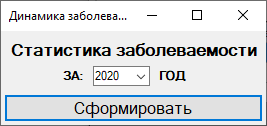 Динамика заболева...
Статистика заболеваемости
ЗА: 2020 ГОД
Сформировать